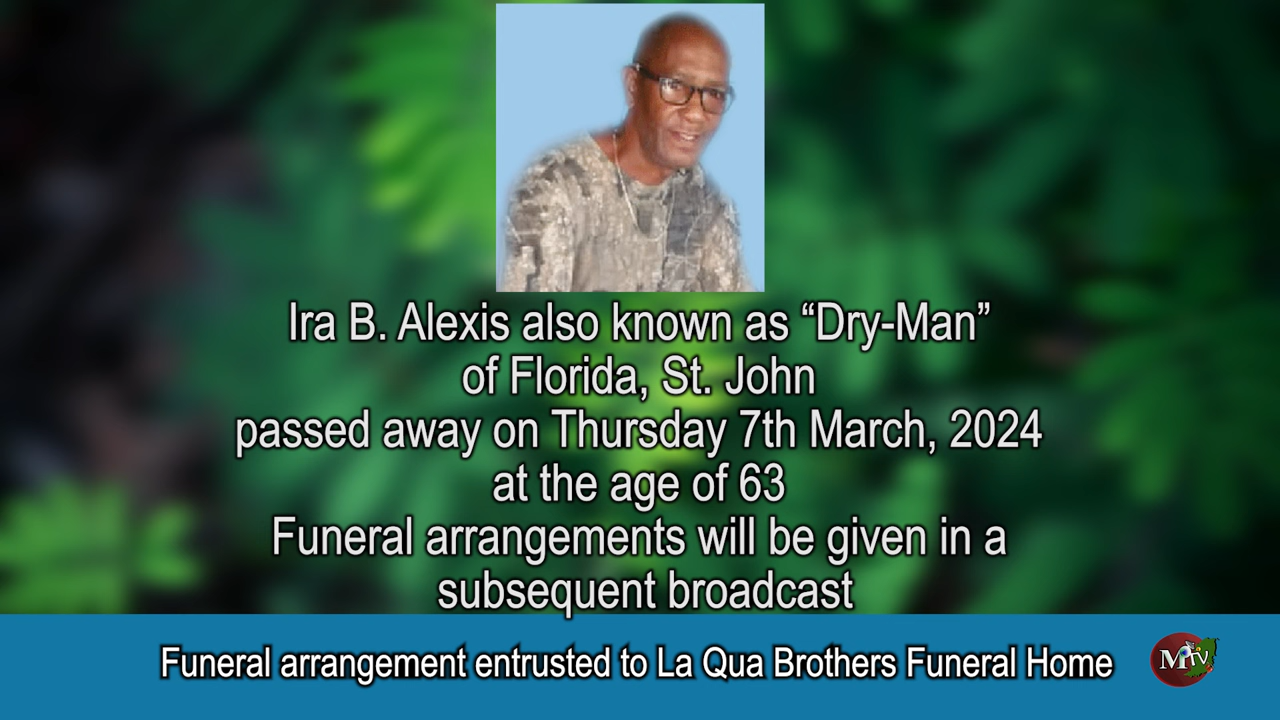 Ira B. Alexis also known as “Dry-Man”
of Florida, St. John
passed away on Thursday 7th March, 2024
at the age of 63
Funeral arrangements will be given in a
subsequent broadcast
Funeral arrangement entrusted to La Qua Brothers Funeral Home
MTV